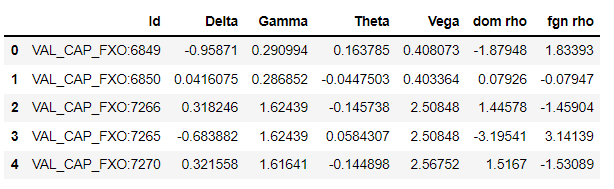 Id Delta Gamma Theta Vega dom rho fgn rho
0 VAL_CAP_FXO:6849 -0.95871 0.290994 0.163785 0.408073 -1.87948 1.83393
1 VAL_CAP_FXO:6850 0.0416075 0.286852 -0.0447503 0.403364 0.07926 -0.07947
2 VAL_CAP_FXO:7266 0.318246 1.62439 -0.145738 2.50848 1.44578 -1.45904
3 VAL_CAP_FXO:7265 -0.683882 1.62439 0.0584307 2.50848 -3.19541 3.14139
4 VAL_CAP_FXO:7270 0.321558 1.61641 -0.144898 2.56752 1.5167 -1.53089